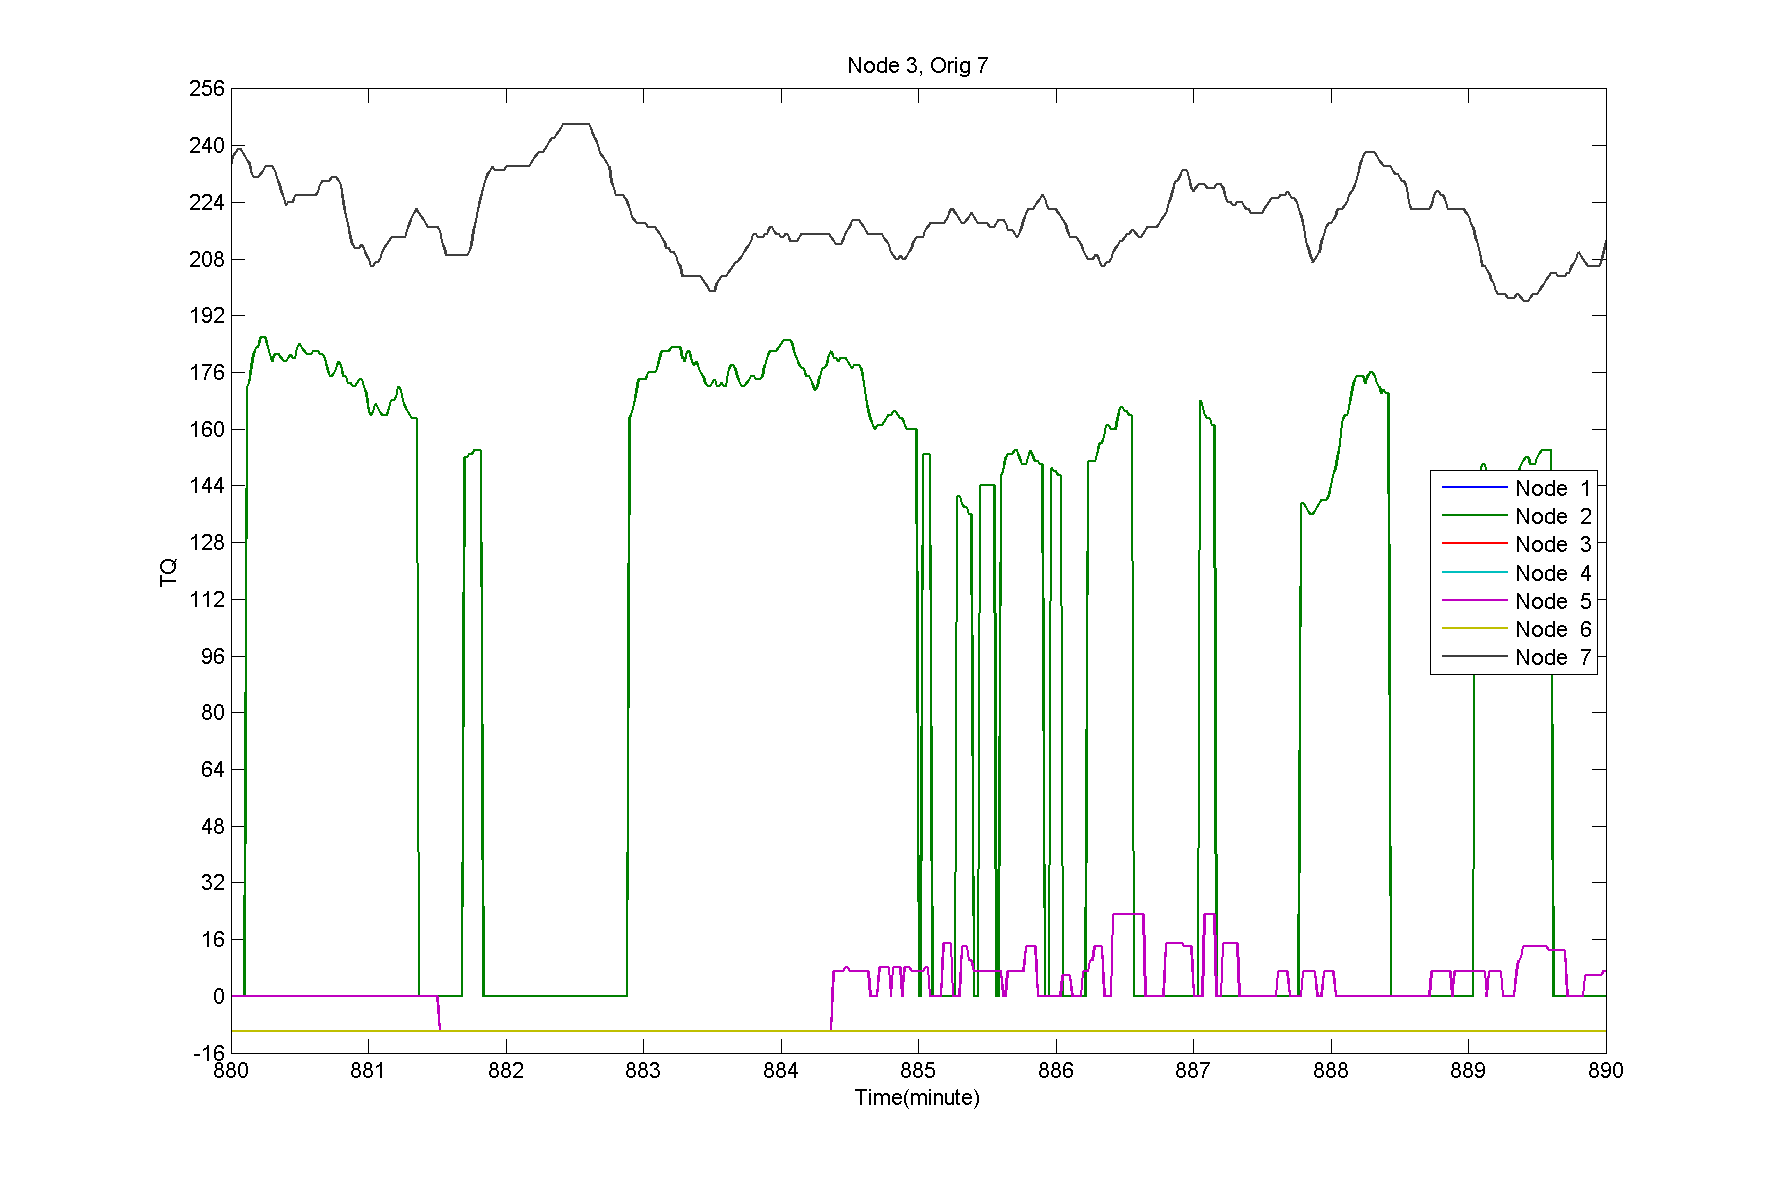 Node 3, Orig 7
256
240
224
208
192
176
160
144
128
112
96
80
64
48
32
16
0
-16
TQ
Node 1
Node 2
Node 3
Node 4
Node 5
Node 6
Node 7
880 881 882 883 884 885 886 887 888 889 890
Time(minute)